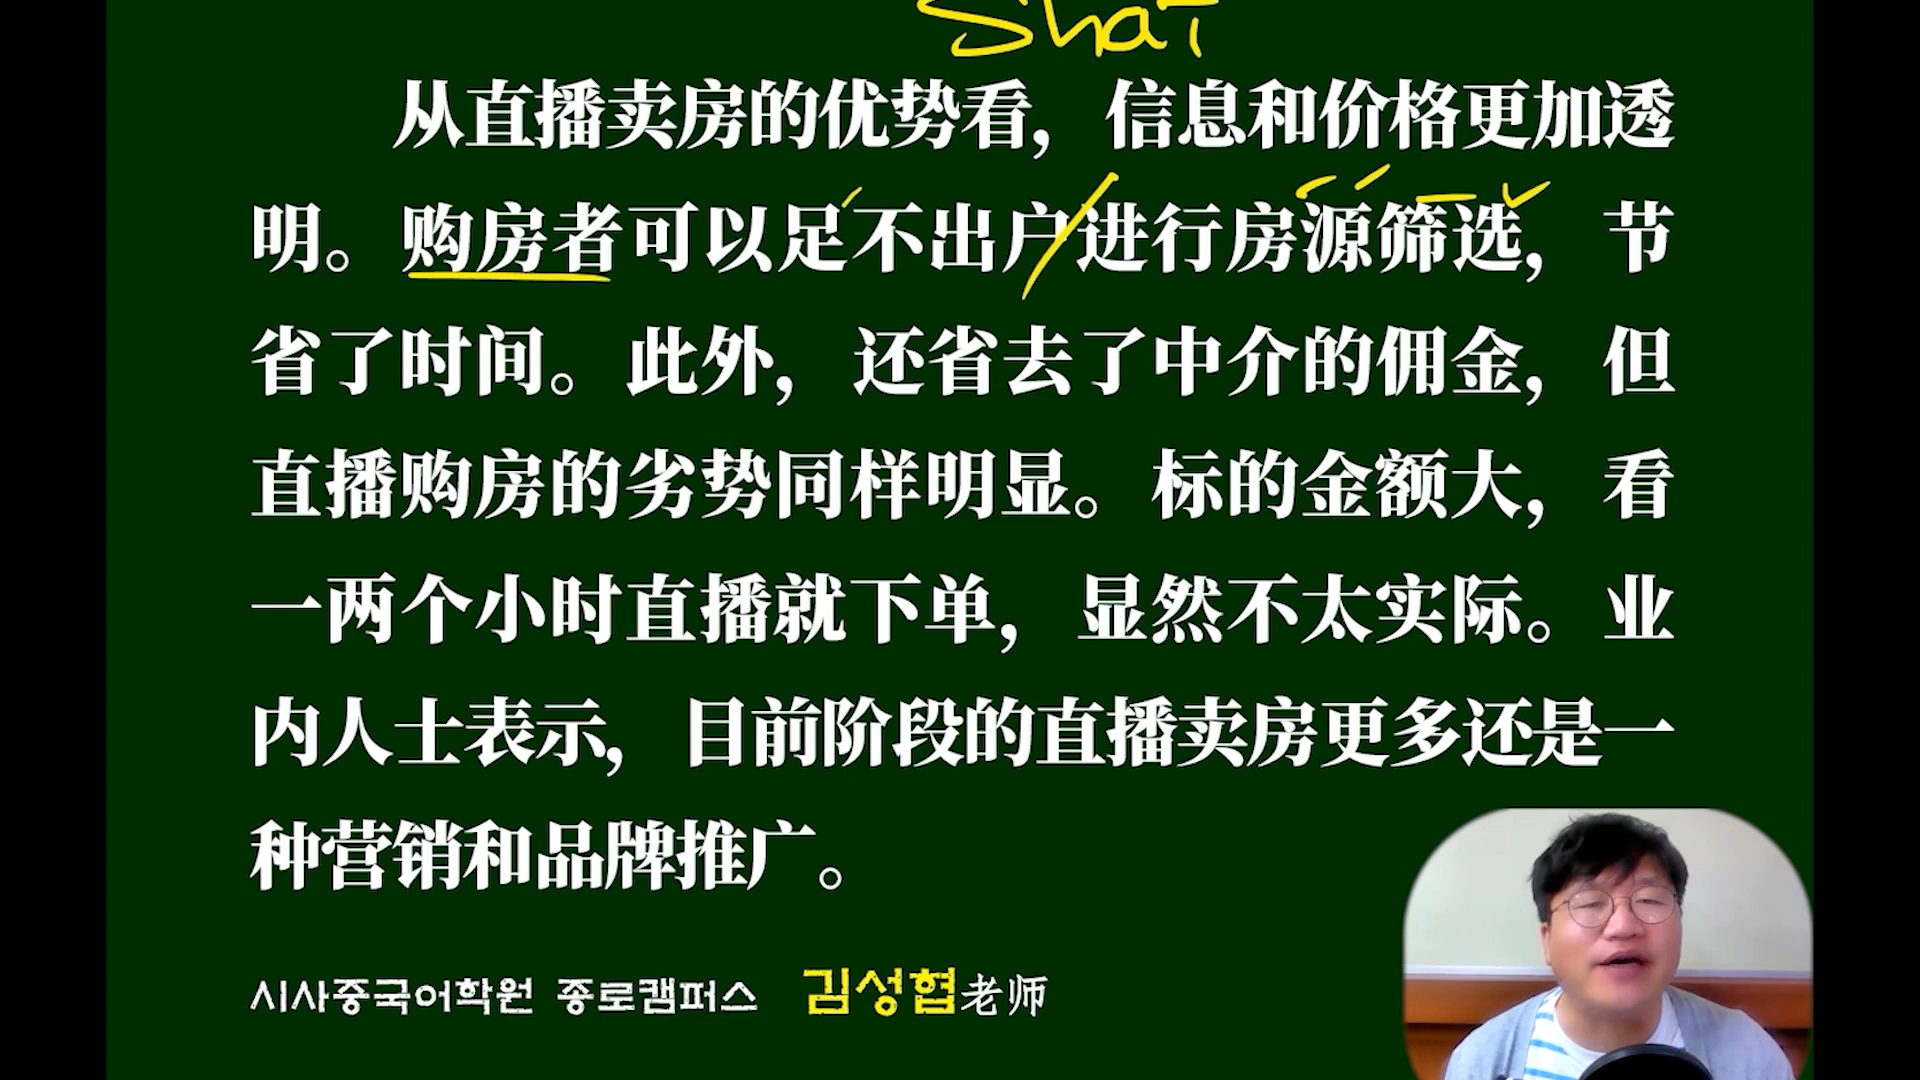 shai
从直播卖房的优势看，信息和价格更加透
明。购房者可以足不出户进行房源筛选，节
省了时间。此外，还省去了中介的佣金，但
直播购房的劣势同样明显。标的金额大，看
一两个小时直播就下单，显然不太实际。业
内人士表示，目前阶段的直播卖房更多还是一
种营销和品牌推广。
시사중국어학원 종로캠퍼스 김성협老师